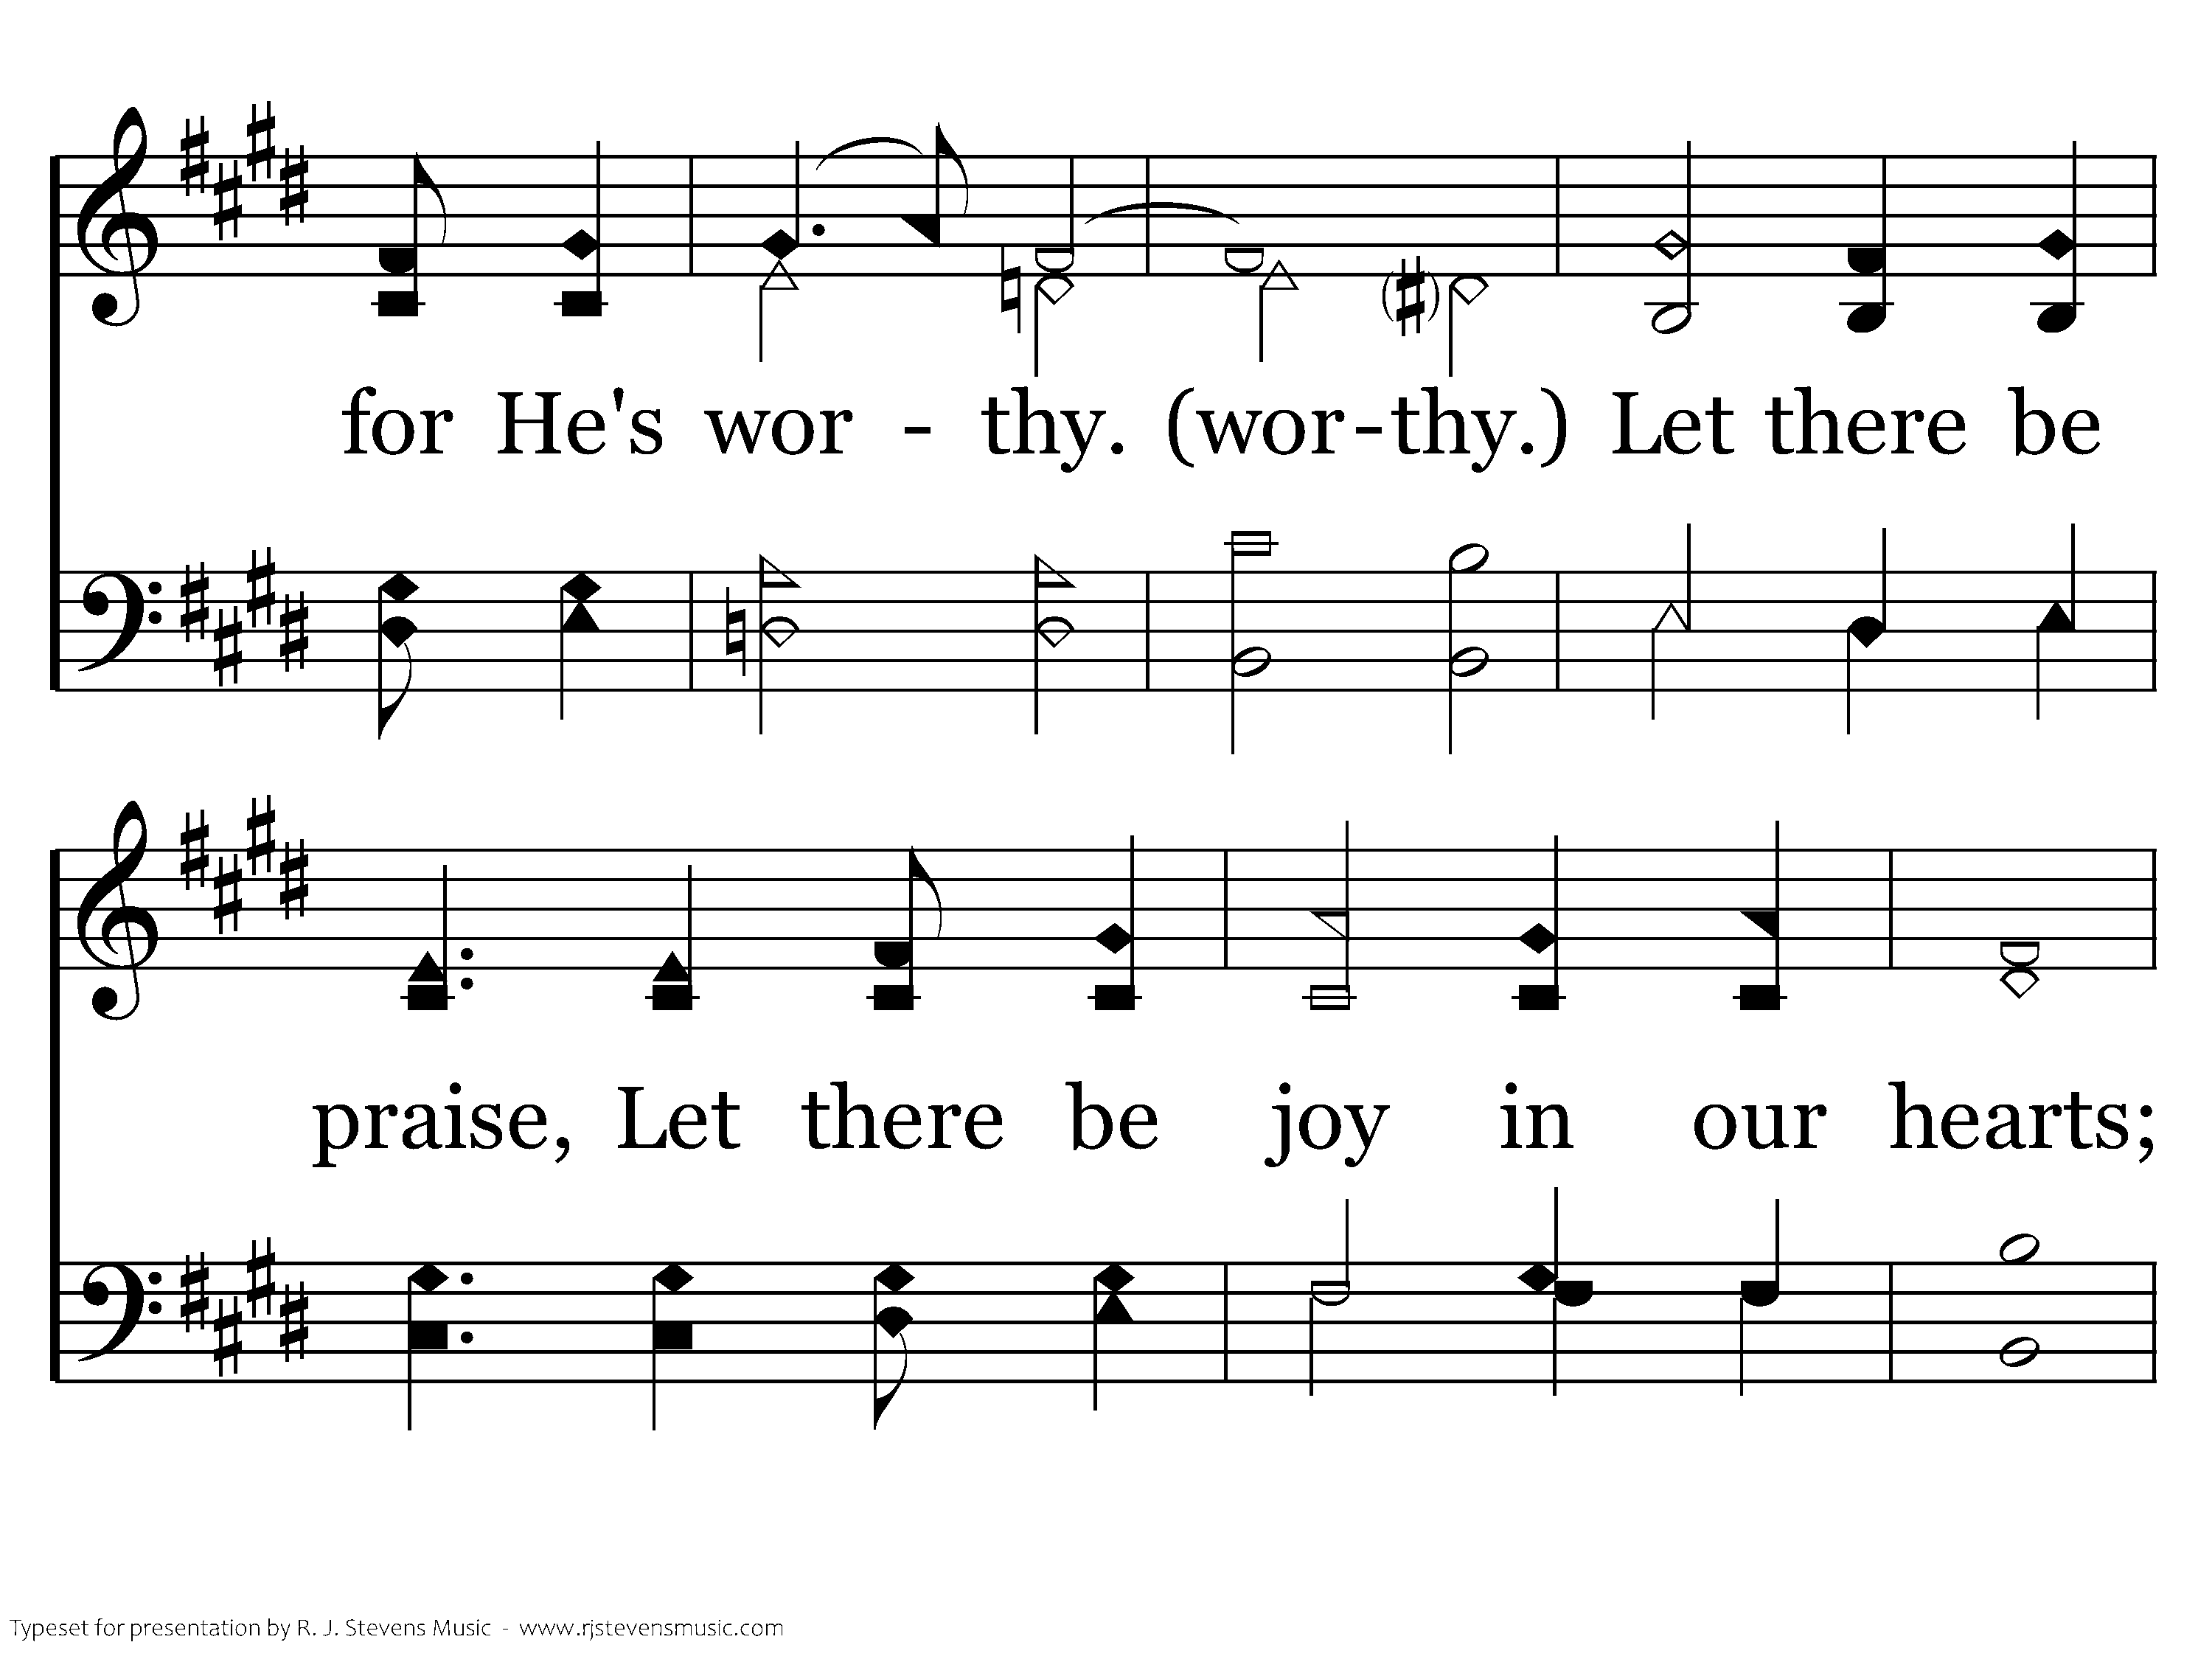 for He's wor - thy. (wor-thy.) Let there be
praise, Let there be joy in our hearts;
Typeset for presentation by R. J. Stevens Music - www.rjstevensmusic.com